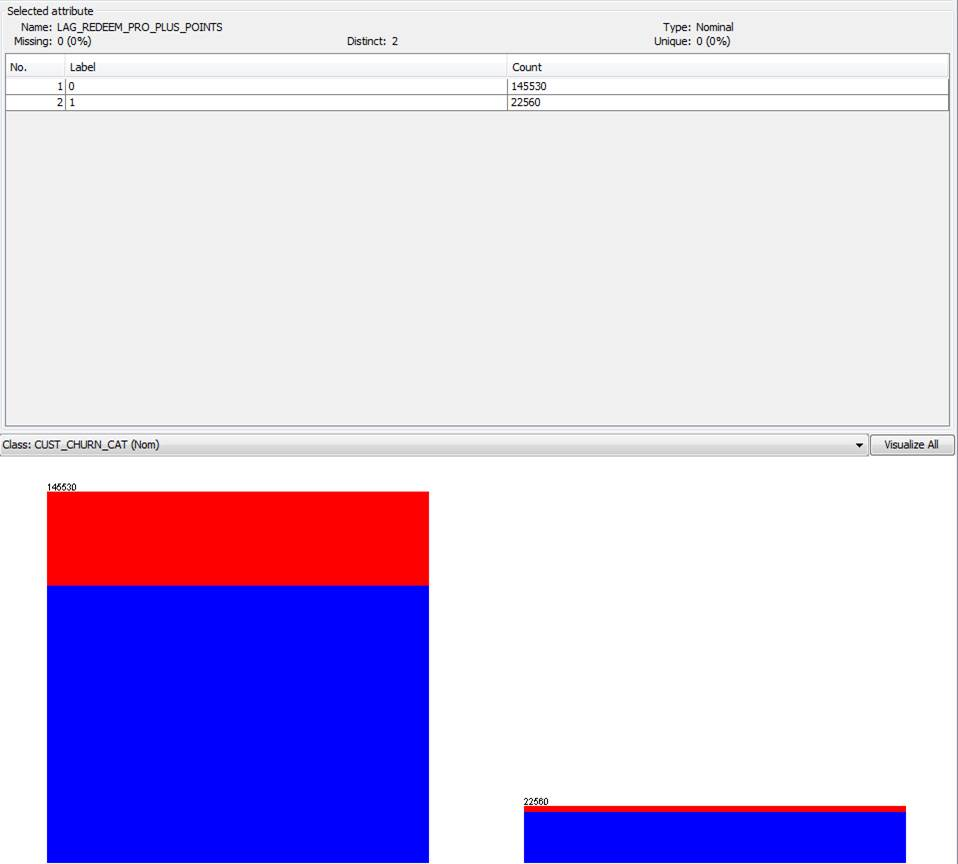 Selected attribute
Name: LAG_REDEEM_PRO_PLUS_POINTS Type: Nominal
Missing: 0 (0%) Distinct: 2 Unique: 0 (0%)
No. Label Count
1 0 145530
2 1 22560
Class: CUST_CHURN_CAT (Nom) Visualize All
145530
22560